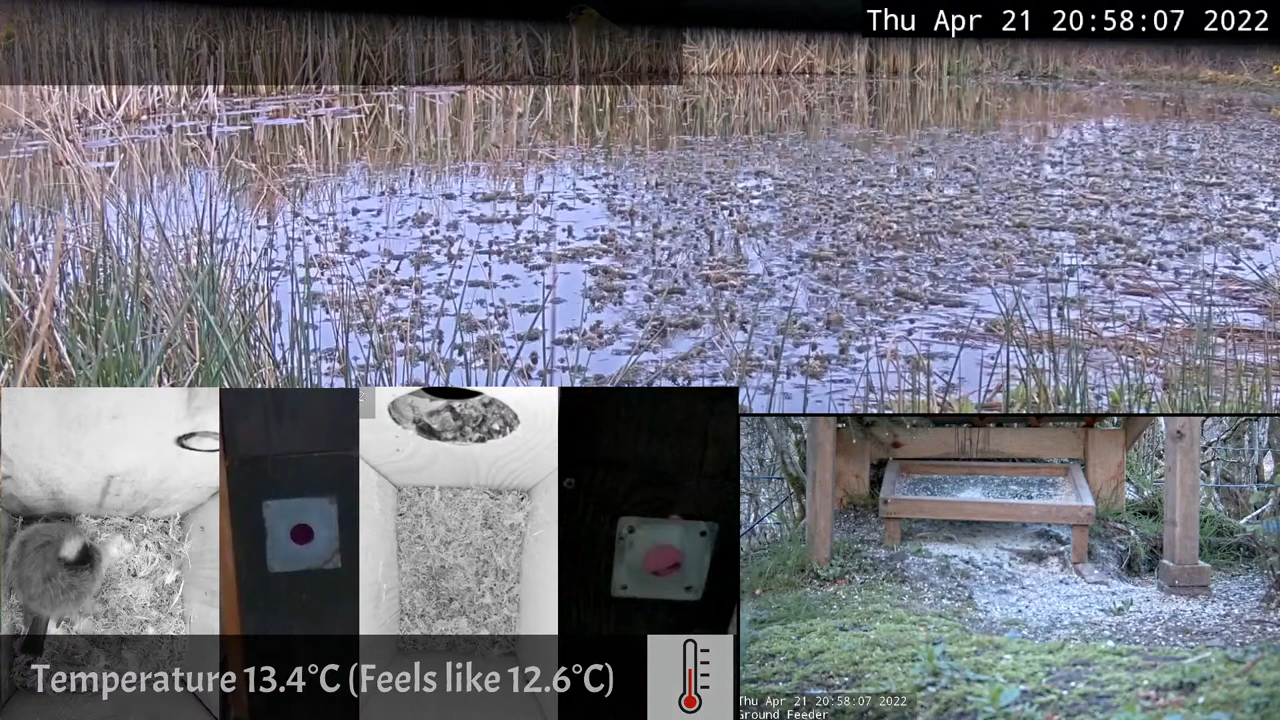 Thu Apr 21 20:58:07 2022
2
Temperature 13.4°C (Feels like 12.6°C)
Thu Apr 21 20:58:07 2022
Ground Feeder